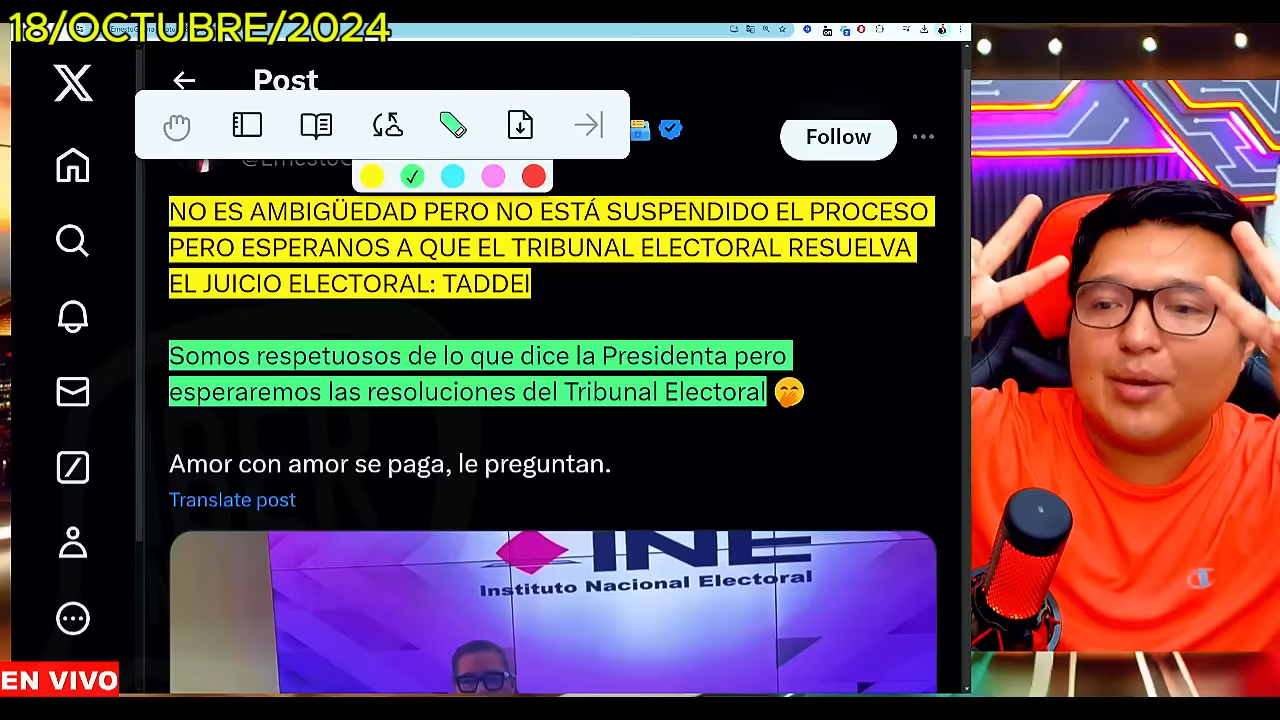 18/OCTUBRE/2024
Post
Follow
NO ES AMBIGÜEDAD PERO NO ESTÁ SUSPENDIDO EL PROCESO
PERO ESPERANOS A QUE EL TRIBUNAL ELECTORAL RESUELVA
EL JUICIO ELECTORAL: TADDEI
Somos respetuosos de lo que dice la Presidenta pero
esperaremos las resoluciones del Tribunal Electoral
Amor con amor se paga, le preguntan.
Translate post
INE
Instituto Nacional Electoral
EN VIVO